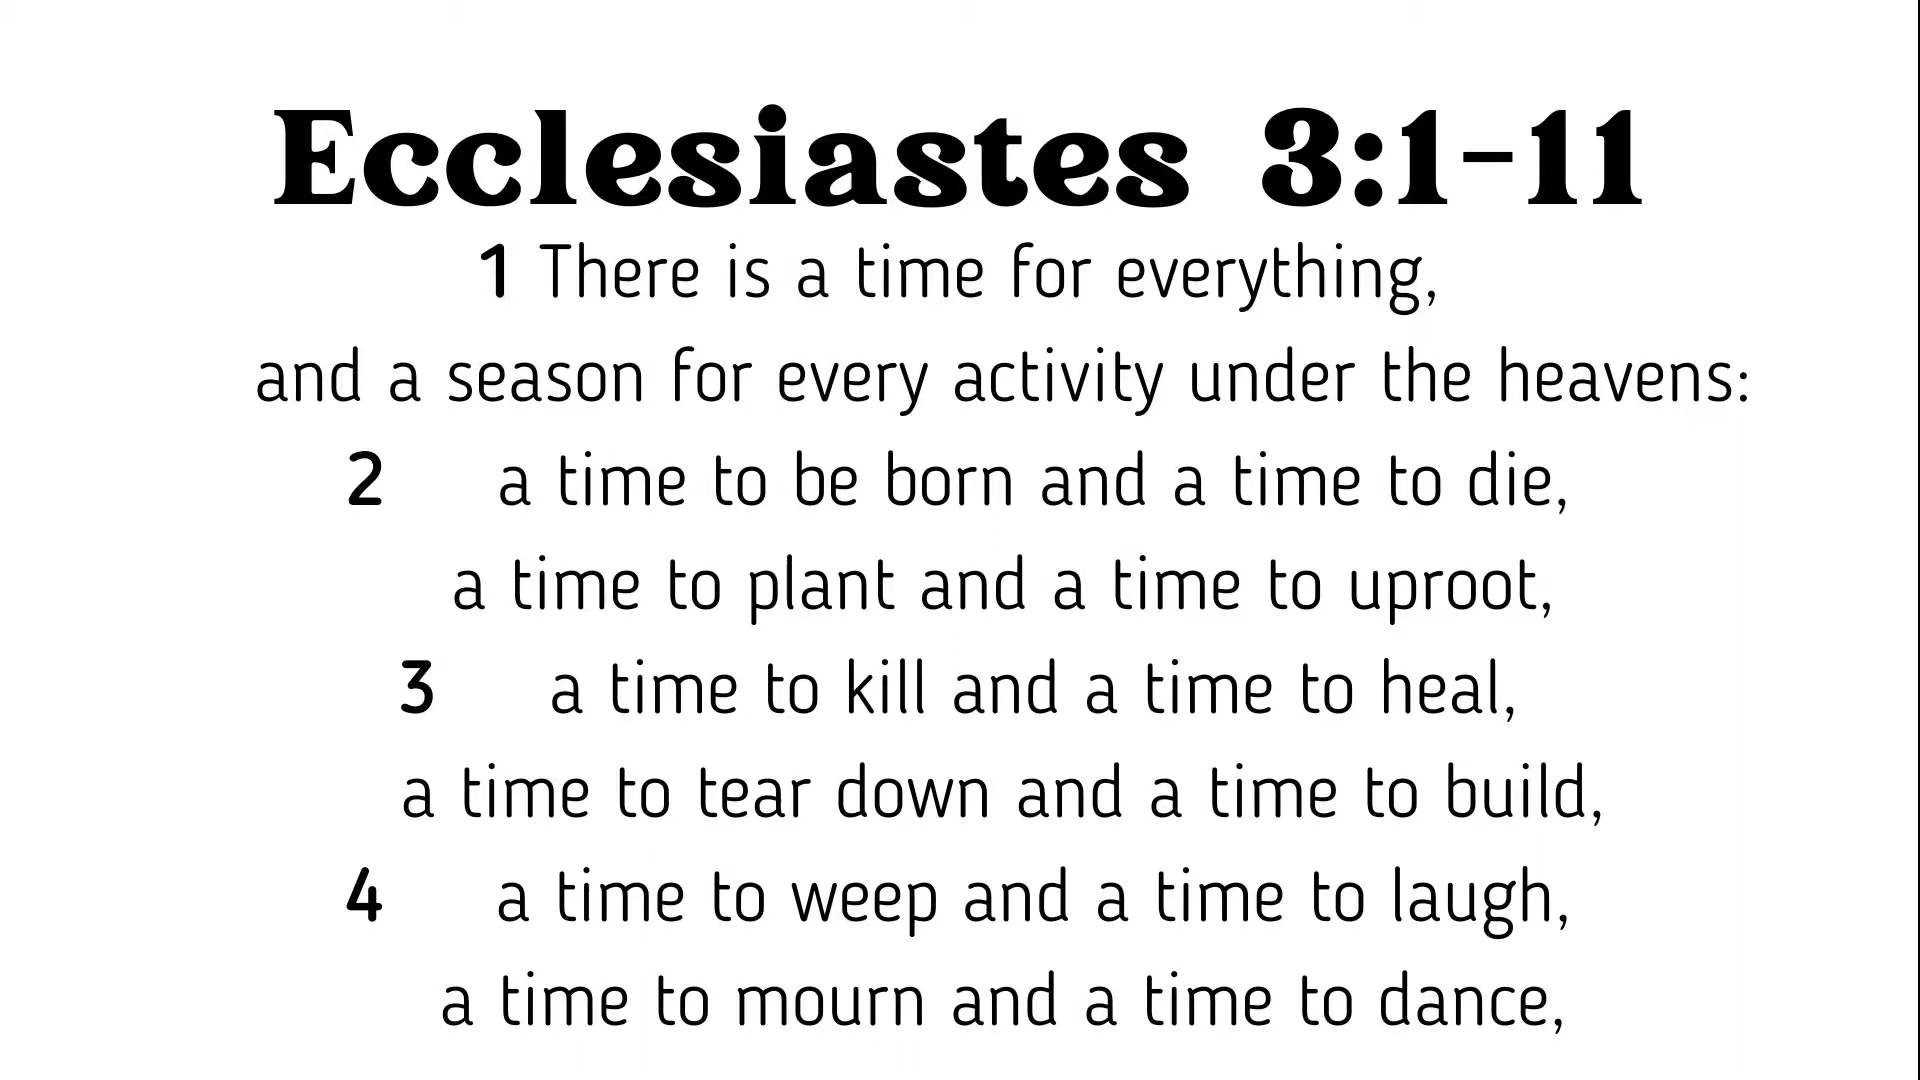 Ecclesiastes 3:1-11
1 There is a time for everything,
and a season for every activity under the heavens:
2 a time to be born and a time to die,
a time to plant and a time to uproot,
3 a time to kill and a time to heal,
a time to tear down and a time to build,
4 a time to weep and a time to laugh,
a time to mourn and a time to dance,